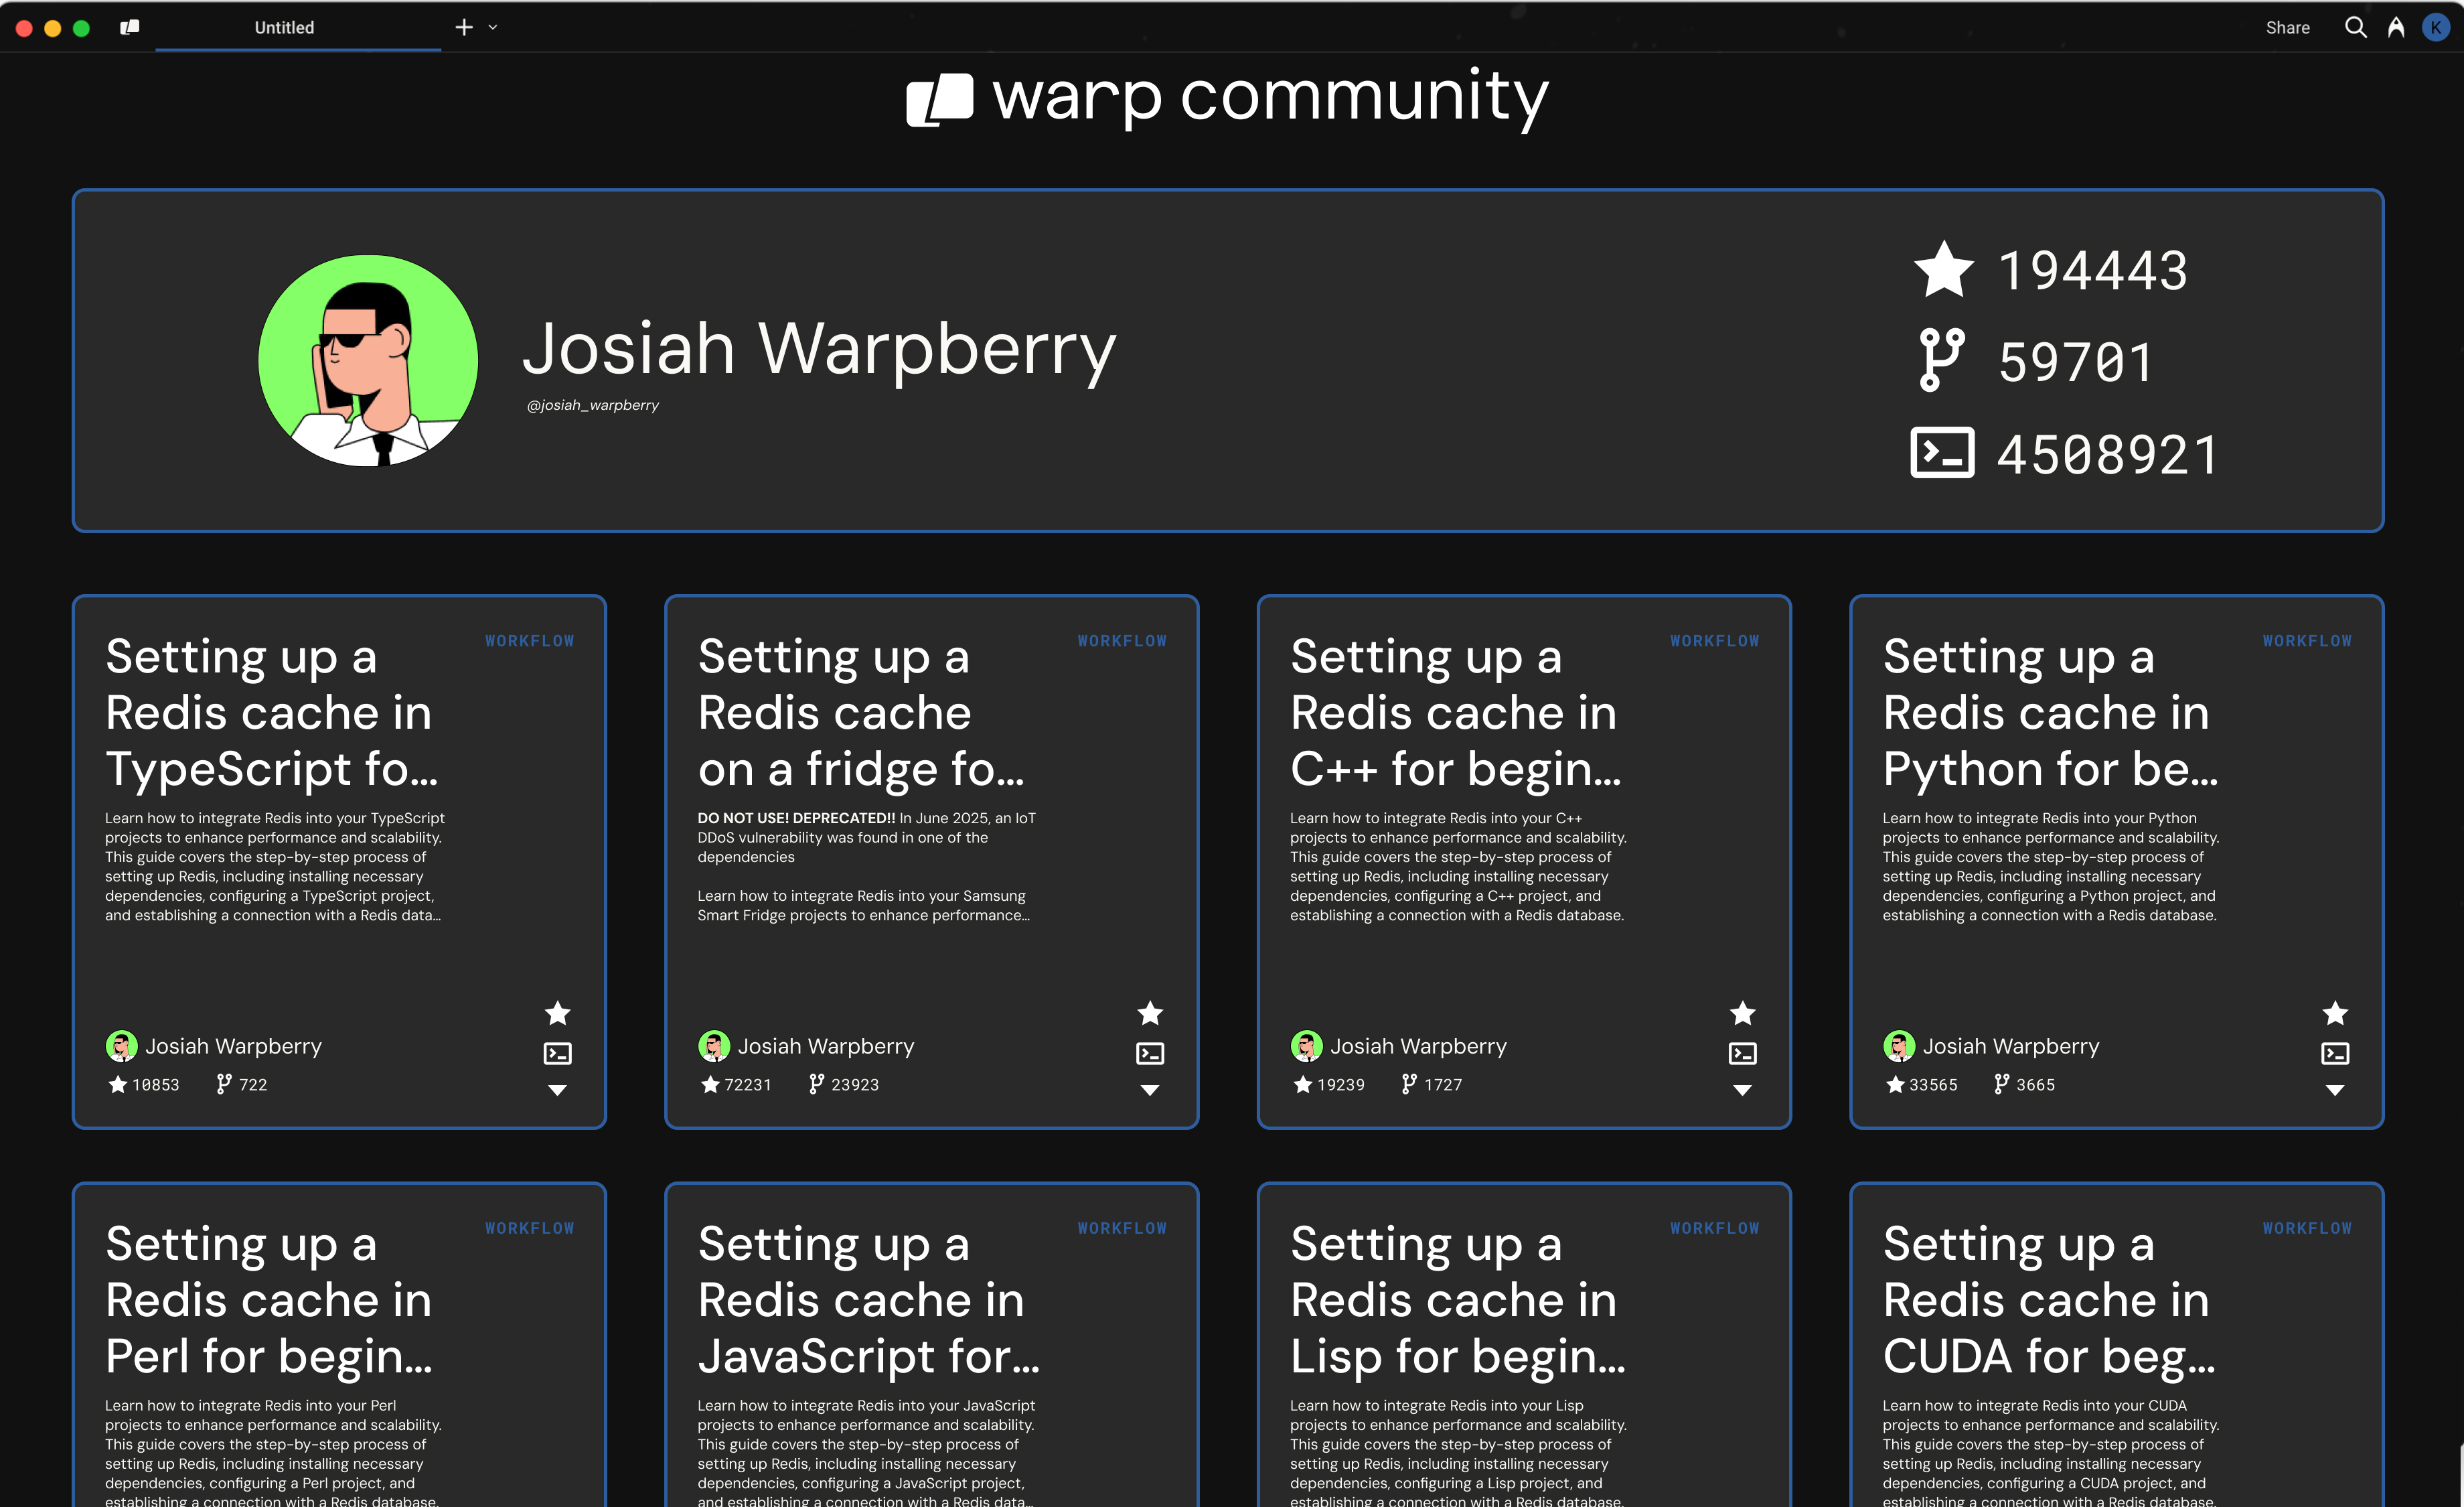 Untitled
Share
K
warp community
Josiah Warpberry
@josiah_warpberry
194443
59701
4508921
WORKFLOW
Setting up a
Redis cache in
TypeScript fo...
Learn how to integrate Redis into your TypeScript
projects to enhance performance and scalability.
This guide covers the step-by-step process of
setting up Redis, including installing necessary
dependencies, configuring a TypeScript project,
and establishing a connection with a Redis data...
Josiah Warpberry
10853 722
WORKFLOW
Setting up a
Redis cache
on a fridge fo...
DO NOT USE! DEPRECATED!! In June 2025, an IoT
DDoS vulnerability was found in one of the
dependencies
Learn how to integrate Redis into your Samsung
Smart Fridge projects to enhance performance...
Josiah Warpberry
72231 23923
WORKFLOW
Setting up a
Redis cache in
C++ for begin...
Learn how to integrate Redis into your C++
projects to enhance performance and scalability.
This guide covers the step-by-step process of
setting up Redis, including installing necessary
dependencies, configuring a C++ project, and
establishing a connection with a Redis database.
Josiah Warpberry
19239 1727
WORKFLOW
Setting up a
Redis cache in
Python for be...
Learn how to integrate Redis into your Python
projects to enhance performance and scalability.
This guide covers the step-by-step process of
setting up Redis, including installing necessary
dependencies, configuring a Python project, and
establishing a connection with a Redis database.
Josiah Warpberry
33565 3665
WORKFLOW
Setting up a
Redis cache in
Perl for begin...
Learn how to integrate Redis into your Perl
projects to enhance performance and scalability.
This guide covers the step-by-step process of
setting up Redis, including installing necessary
dependencies, configuring a Perl project, and
establishing a connection with a Redis database.
WORKFLOW
Setting up a
Redis cache in
JavaScript for...
Learn how to integrate Redis into your JavaScript
projects to enhance performance and scalability.
This guide covers the step-by-step process of
setting up Redis, including installing necessary
dependencies, configuring a JavaScript project,
and establishing a connection with a Redis data...
WORKFLOW
Setting up a
Redis cache in
Lisp for begin...
Learn how to integrate Redis into your Lisp
projects to enhance performance and scalability.
This guide covers the step-by-step process of
setting up Redis, including installing necessary
dependencies, configuring a Lisp project, and
establishing a connection with a Redis database.
WORKFLOW
Setting up a
Redis cache in
CUDA for beg...
Learn how to integrate Redis into your CUDA
projects to enhance performance and scalability.
This guide covers the step-by-step process of
setting up Redis, including installing necessary
dependencies, configuring a CUDA project, and
establishing a connection with a Redis database.